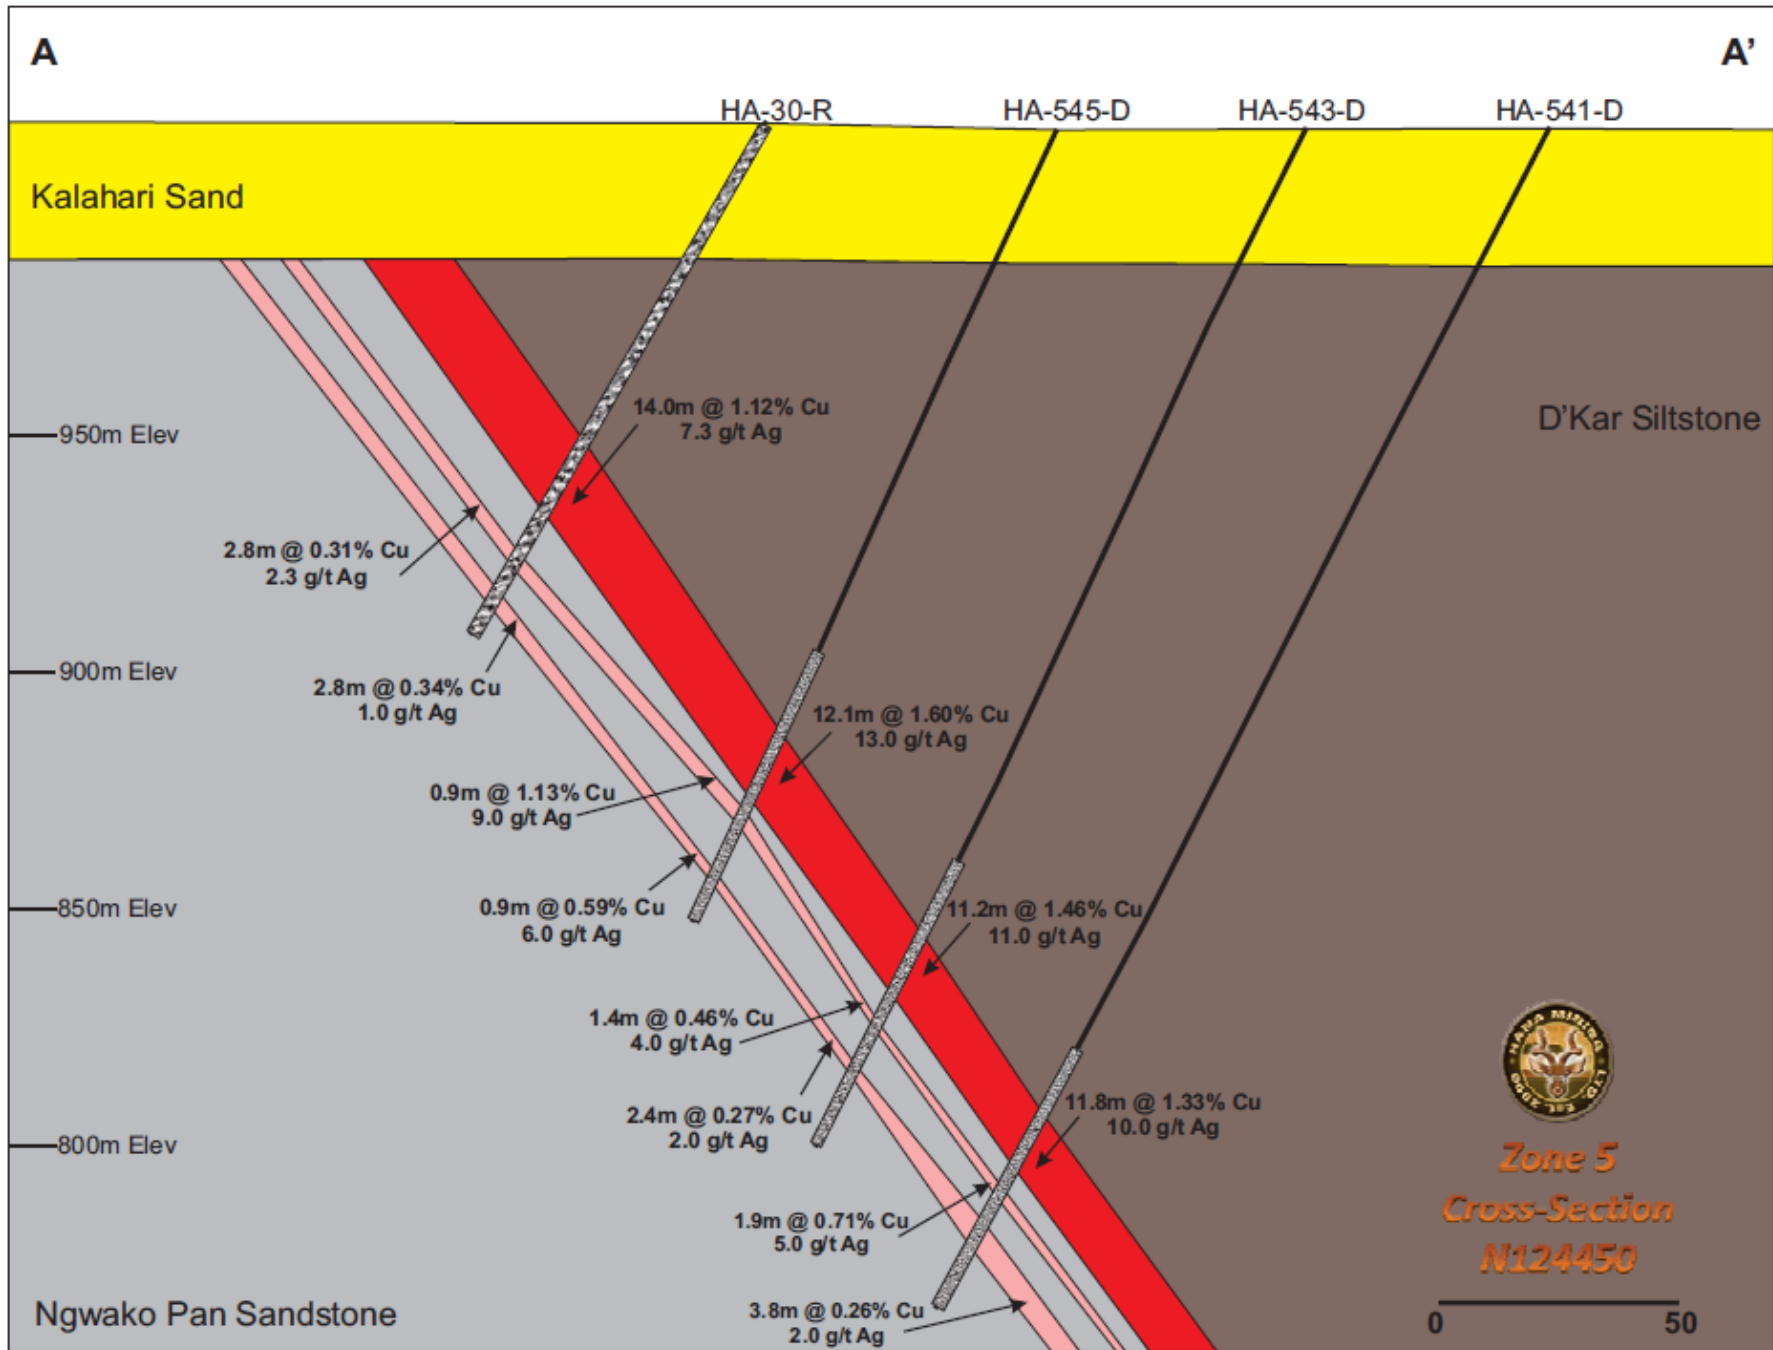 A
A’
HA-30-R
HA-545-D
HA-543-D
HA-541-D
Kalahari Sand
14.0m @ 1.12% Cu
7.3 g/t Ag
D’Kar Siltstone
950m Elev
2.8m @ 0.31% Cu
2.3 g/t Ag
900m Elev
2.8m @ 0.34% Cu
1.0 g/t Ag
12.1m @ 1.60% Cu
13.0 g/t Ag
0.9m @ 1.13% Cu
9.0 g/t Ag
850m Elev
0.9m @ 0.59% Cu
6.0 g/t Ag
11.2m @ 1.46% Cu
11.0 g/t Ag
1.4m @ 0.46% Cu
4.0 g/t Ag
HANA MINING LTD.
Est. 2006
800m Elev
2.4m @ 0.27% Cu
2.0 g/t Ag
11.8m @ 1.33% Cu
10.0 g/t Ag
Zone 5
Cross-Section
N124450
1.9m @ 0.71% Cu
5.0 g/t Ag
3.8m @ 0.26% Cu
2.0 g/t Ag
Ngwako Pan Sandstone
0 50